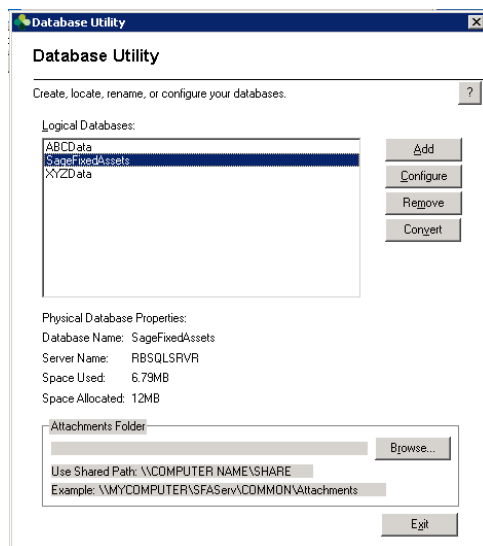 Database Utility
Database Utility
Create, locate, rename, or configure your databases.
?
Logical Databases:
ABCData
SageFixedAssets
XYZData
Add
Configure
Remove
Convert
Physical Database Properties:
Database Name: SageFixedAssets
Server Name: RBSQLSRVR
Space Used: 6.79MB
Space Allocated: 12MB
Attachments Folder
Browse...
Use Shared Path: \\COMPUTER NAME\SHARE
Example: \\MYCOMPUTER\SFAServ\COMMON\Attachments
Exit